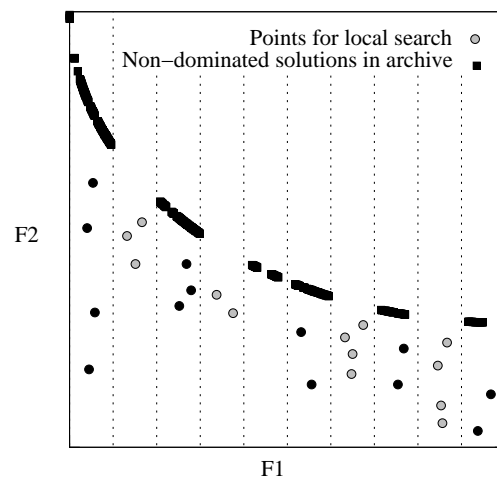 Points for local search
Non−dominated solutions in archive
F2
F1